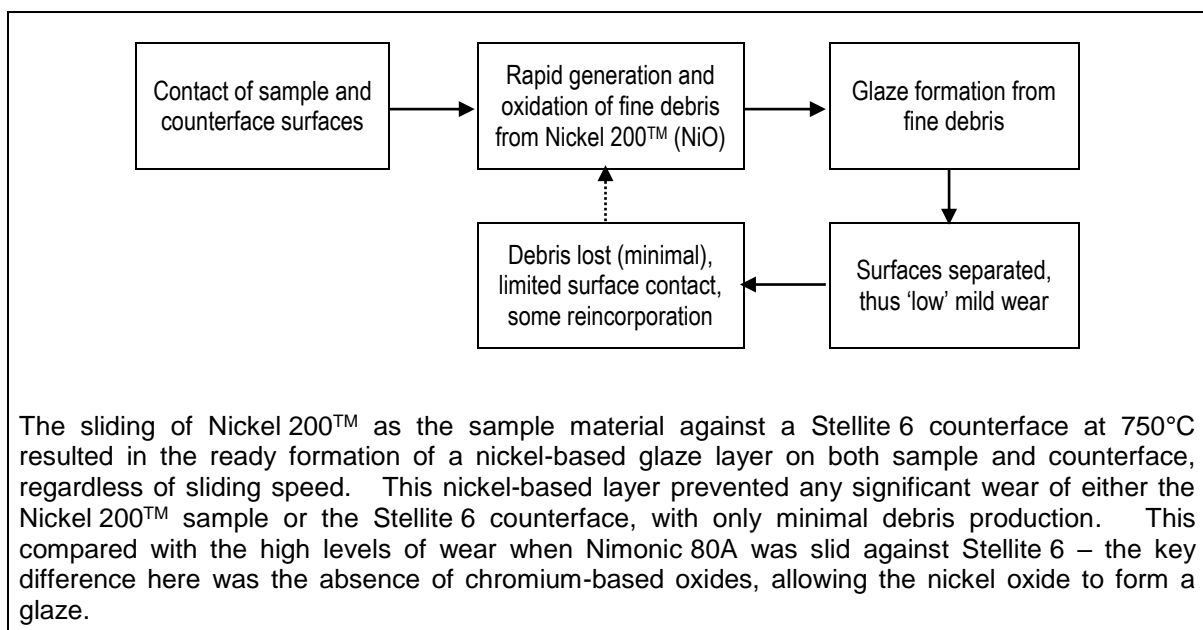 Contact of sample and
counterface surfaces
Rapid generation and
oxidation of fine debris
from Nickel 200™ (NiO)
Glaze formation from
fine debris
Debris lost (minimal),
limited surface contact,
some reincorporation
Surfaces separated,
thus ‘low’ mild wear
The sliding of Nickel 200™ as the sample material against a Stellite 6 counterface at 750°C
resulted in the ready formation of a nickel-based glaze layer on both sample and counterface,
regardless of sliding speed. This nickel-based layer prevented any significant wear of either the
Nickel 200™ sample or the Stellite 6 counterface, with only minimal debris production. This
compared with the high levels of wear when Nimonic 80A was slid against Stellite 6 – the key
difference here was the absence of chromium-based oxides, allowing the nickel oxide to form a
glaze.